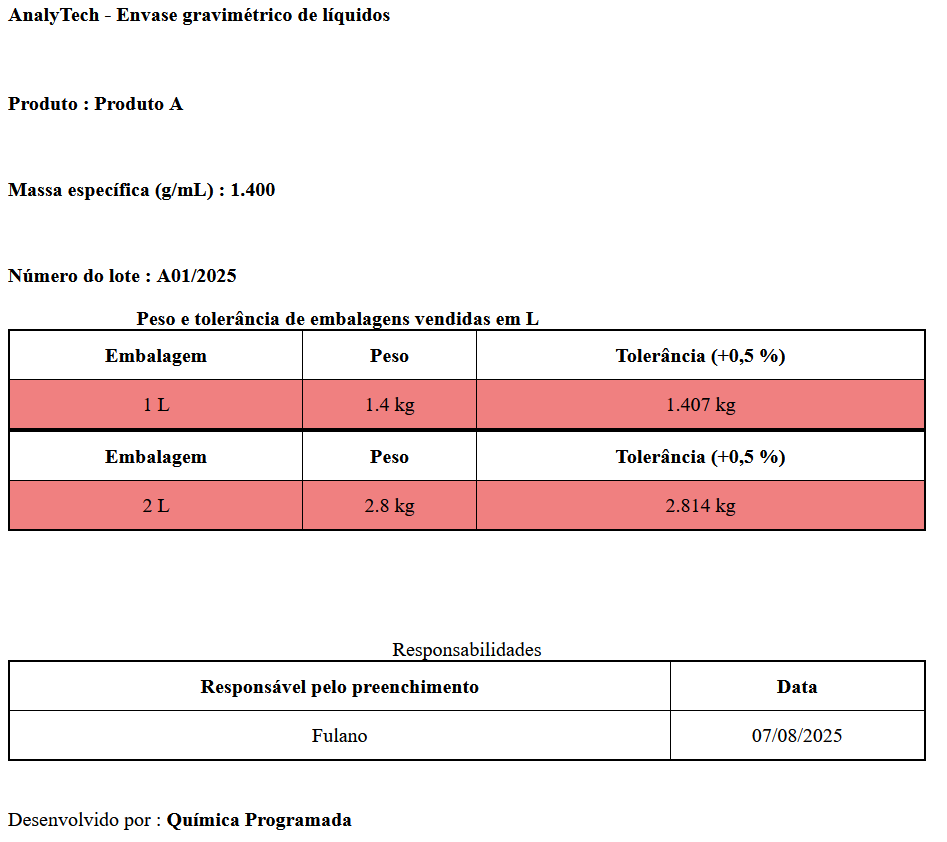 AnalyTech - Envase gravimétrico de líquidos
Produto : Produto A
Massa específica (g/mL) : 1.400
Número do lote : A01/2025
Peso e tolerância de embalagens vendidas em L
Embalagem Peso Tolerância (+0,5 %)
1 L 1.4 kg 1.407 kg
Embalagem Peso Tolerância (+0,5 %)
2 L 2.8 kg 2.814 kg
Responsabilidades
Responsável pelo preenchimento Data
Fulano 07/08/2025
Desenvolvido por : Química Programada